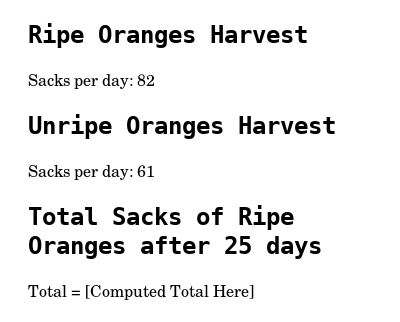 Ripe Oranges Harvest
Sacks per day: 82
Unripe Oranges Harvest
Sacks per day: 61
Total Sacks of Ripe
Oranges after 25 days
Total = [Computed Total Here]